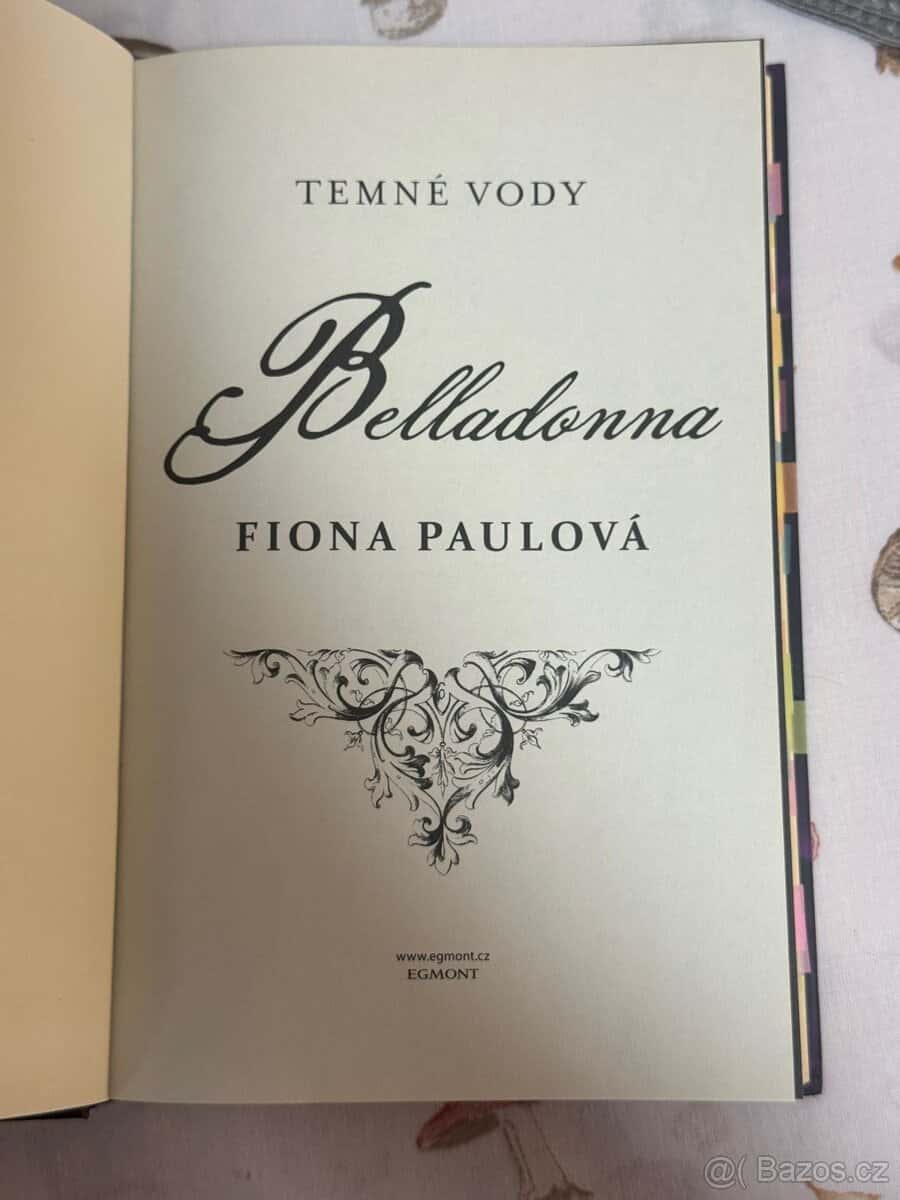 TEMNÉ VODY
Belladonna
FIONA PAULOVÁ
www.egmont.cz
EGMONT
@( Bazos.cz